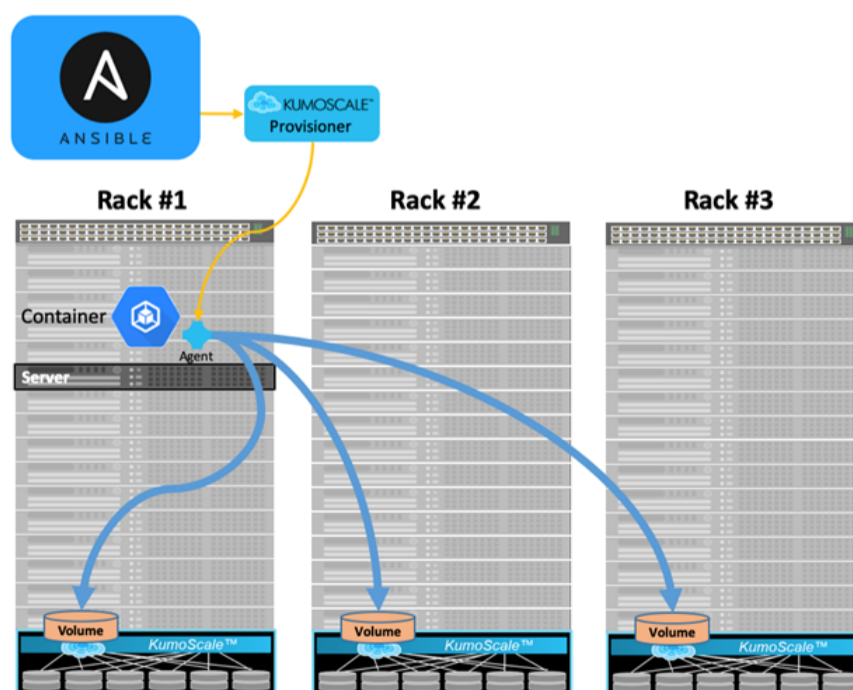 ANSIBLE
KUMOSCALE™
Provisioner
Rack #1
Rack #2
Rack #3
Container
Agent
Server
Volume
KumoScale™
Volume
KumoScale™
Volume
KumoScale™